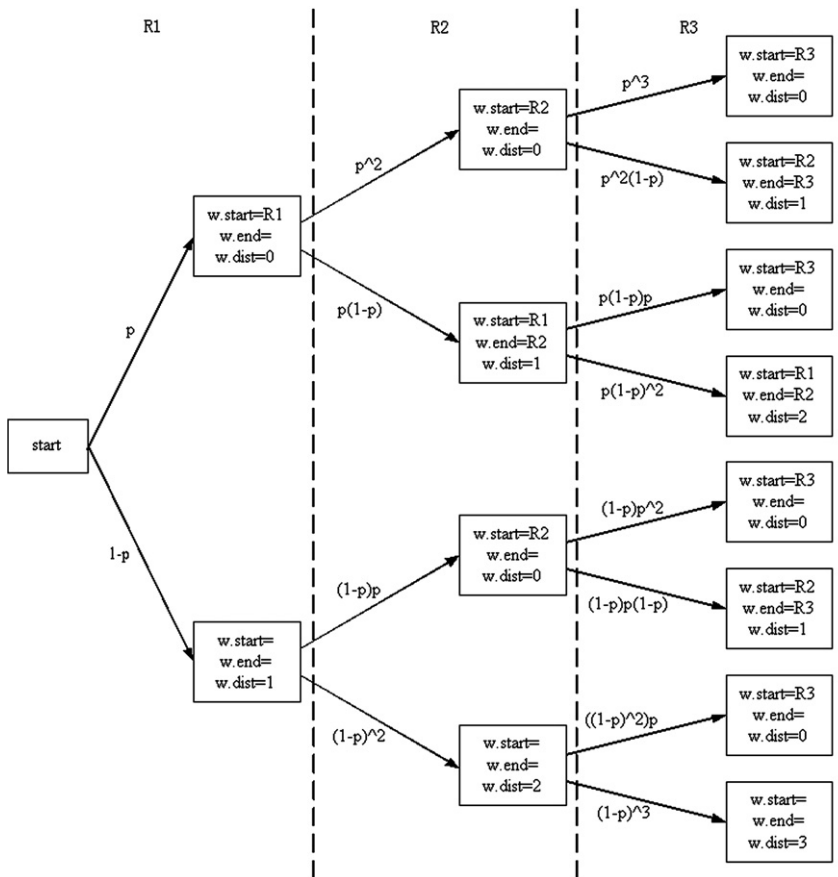 R1
R2
R3
w.start=R3
w.end=
w.dist=0
p^3
w.start=R2
w.end=
w.dist=0
p^2
p^2(1-p)
w.start=R2
w.end=R3
w.dist=1
w.start=R1
w.end=
w.dist=0
p
p(1-p)
w.start=R1
w.end=R2
w.dist=1
p(1-p)p
w.start=R3
w.end=
w.dist=0
p(1-p)^2
w.start=R1
w.end=R2
w.dist=2
start
1-p
w.start=
w.end=
w.dist=1
(1-p)p
w.start=R2
w.end=
w.dist=0
(1-p)p^2
w.start=R3
w.end=
w.dist=0
(1-p)p(1-p)
w.start=R2
w.end=R3
w.dist=1
(1-p)^2
w.start=
w.end=
w.dist=2
((1-p)^2)p
w.start=R3
w.end=
w.dist=0
(1-p)^3
w.start=
w.end=
w.dist=3